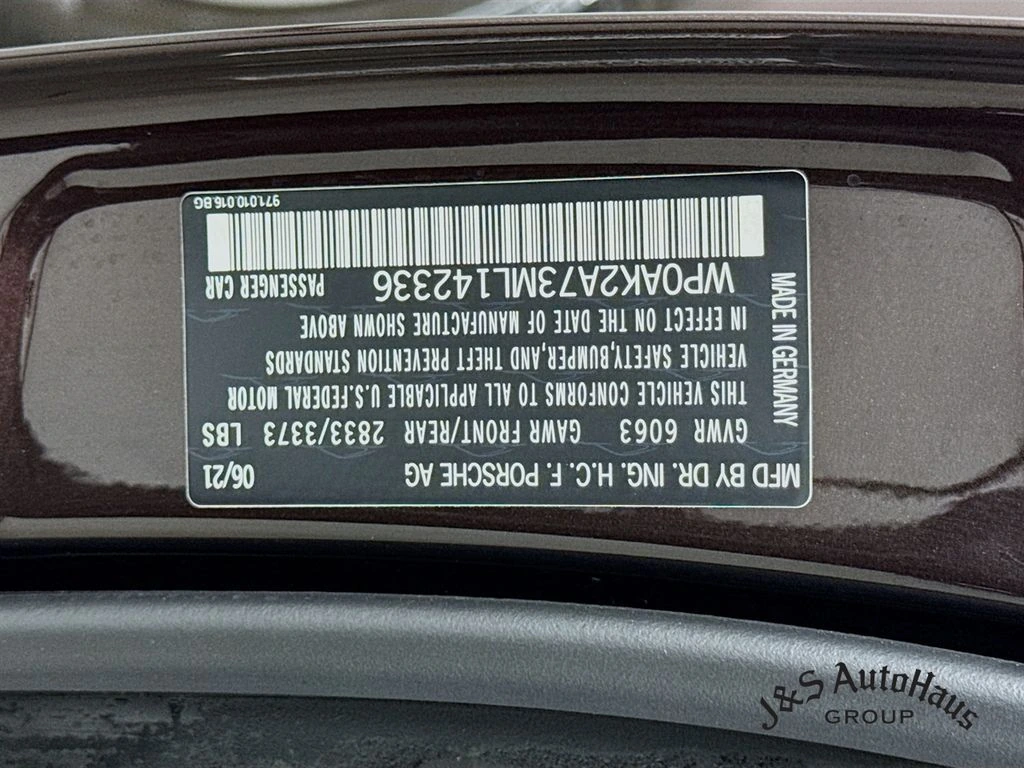 MFD BY DR. ING. H.C. F. PORSCHE AG 06/21
GVWR 6063 GAWR FRONT/REAR 2833/3373 LBS
THIS VEHICLE CONFORMS TO ALL APPLICABLE U.S.FEDERAL MOTOR
VEHICLE SAFETY,BUMPER,AND THEFT PREVENTION STANDARDS
IN EFFECT ON THE DATE OF MANUFACTURE SHOWN ABOVE
WP0AK2A73ML142336 PASSENGER CAR
MADE IN GERMANY
971.010.016.BG
J&S AutoHaus
GROUP